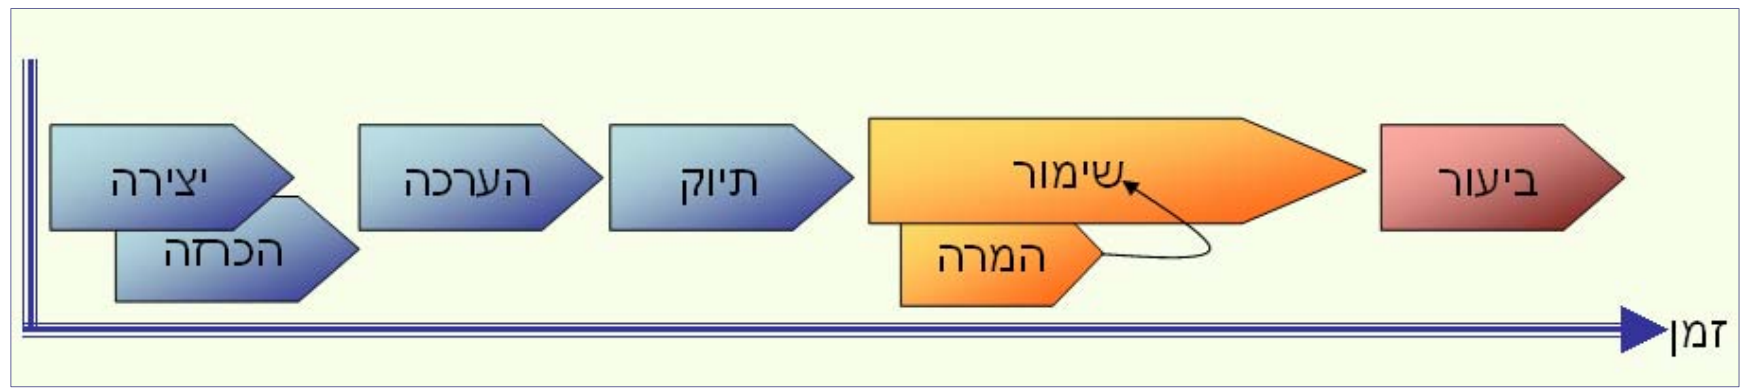 יצירה
הכרזה
הערכה
תיוק
שימור
המרה
ביעור
זמן